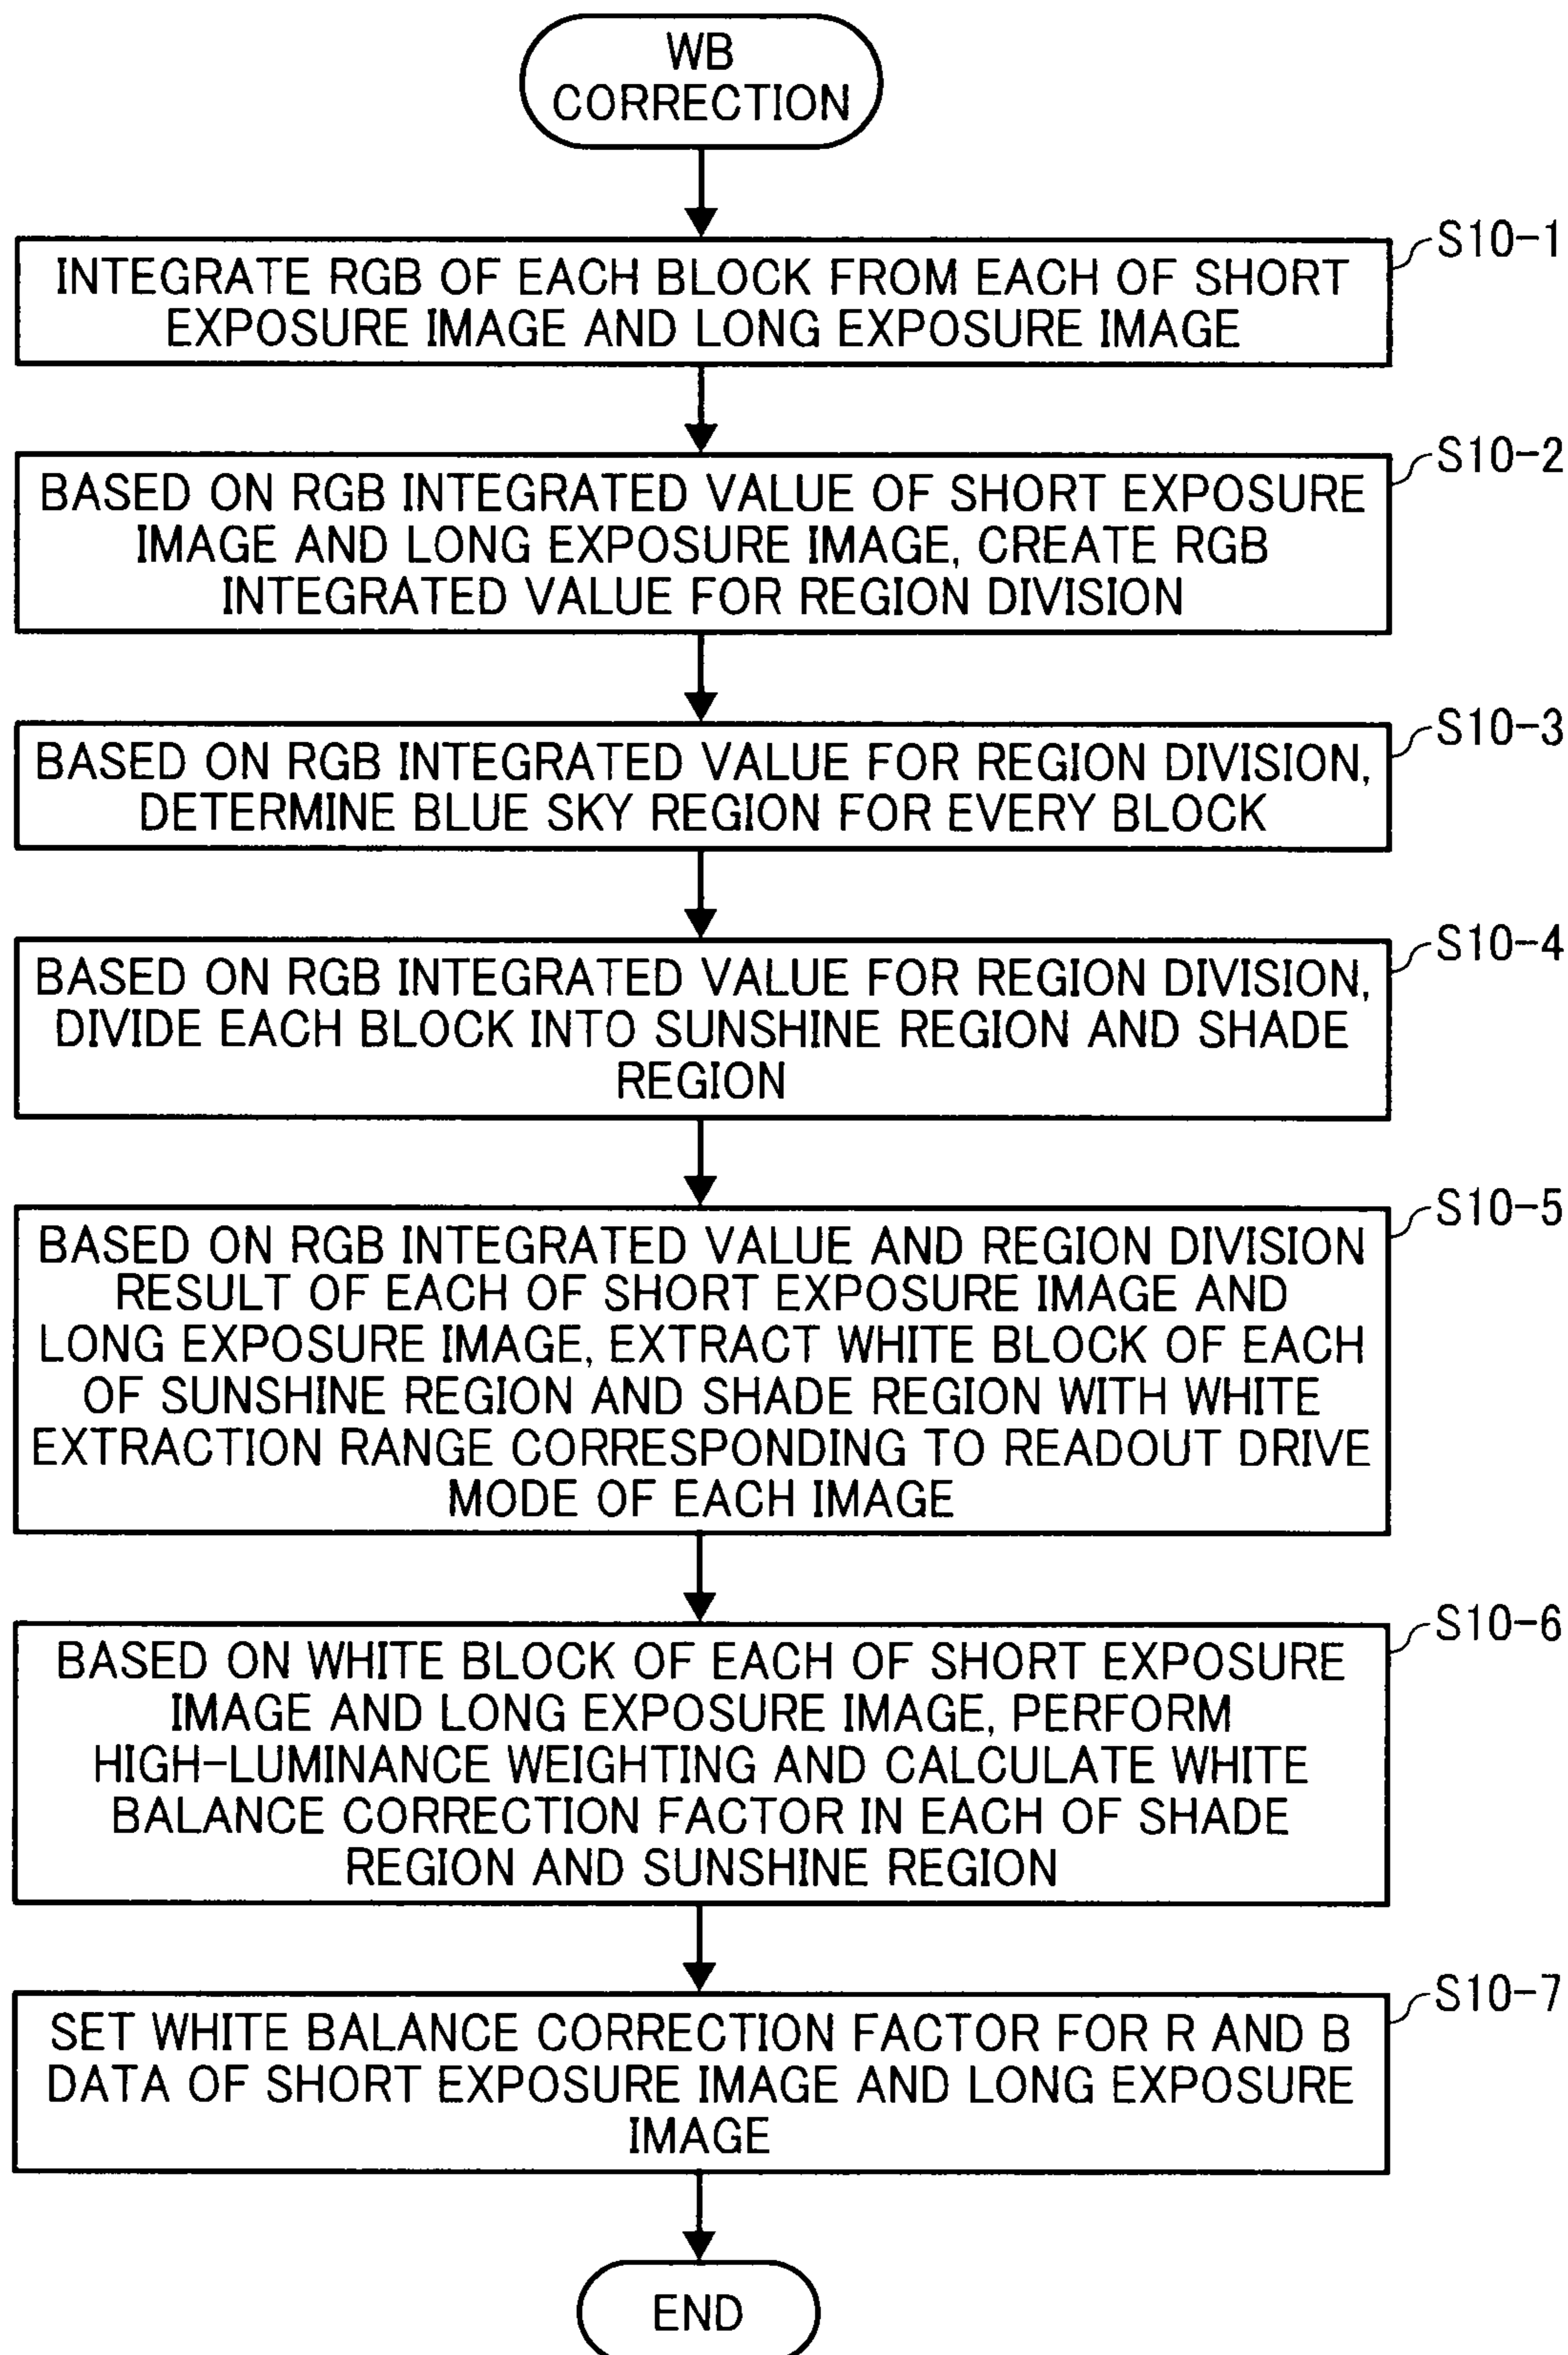 WB
CORRECTION
S10-1
INTEGRATE RGB OF EACH BLOCK FROM EACH OF SHORT
EXPOSURE IMAGE AND LONG EXPOSURE IMAGE
S10-2
BASED ON RGB INTEGRATED VALUE OF SHORT EXPOSURE
IMAGE AND LONG EXPOSURE IMAGE, CREATE RGB
INTEGRATED VALUE FOR REGION DIVISION
S10-3
BASED ON RGB INTEGRATED VALUE FOR REGION DIVISION,
DETERMINE BLUE SKY REGION FOR EVERY BLOCK
S10-4
BASED ON RGB INTEGRATED VALUE FOR REGION DIVISION,
DIVIDE EACH BLOCK INTO SUNSHINE REGION AND SHADE
REGION
S10-5
BASED ON RGB INTEGRATED VALUE AND REGION DIVISION
RESULT OF EACH OF SHORT EXPOSURE IMAGE AND
LONG EXPOSURE IMAGE, EXTRACT WHITE BLOCK OF EACH
OF SUNSHINE REGION AND SHADE REGION WITH WHITE
EXTRACTION RANGE CORRESPONDING TO READOUT DRIVE
MODE OF EACH IMAGE
S10-6
BASED ON WHITE BLOCK OF EACH OF SHORT EXPOSURE
IMAGE AND LONG EXPOSURE IMAGE, PERFORM
HIGH-LUMINANCE WEIGHTING AND CALCULATE WHITE
BALANCE CORRECTION FACTOR IN EACH OF SHADE
REGION AND SUNSHINE REGION
S10-7
SET WHITE BALANCE CORRECTION FACTOR FOR R AND B
DATA OF SHORT EXPOSURE IMAGE AND LONG EXPOSURE
IMAGE
END